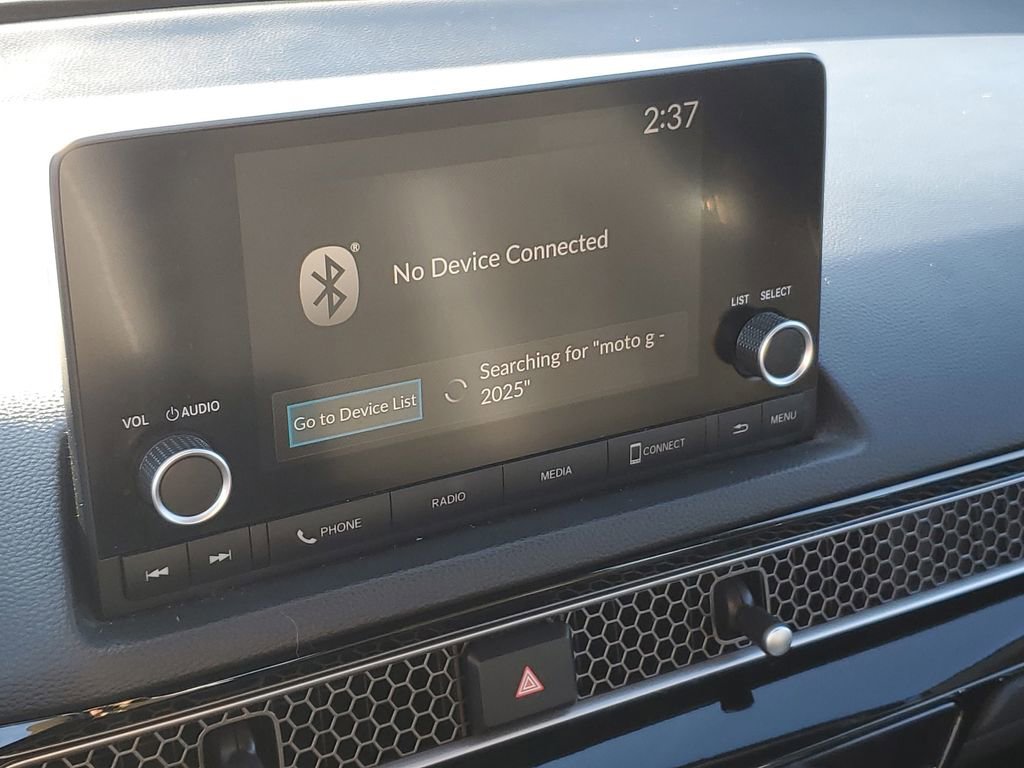 2:37
®
No Device Connected
Go to Device List
Searching for "moto g -
2025"
LIST SELECT
VOL AUDIO
PHONE
RADIO
MEDIA
CONNECT
MENU